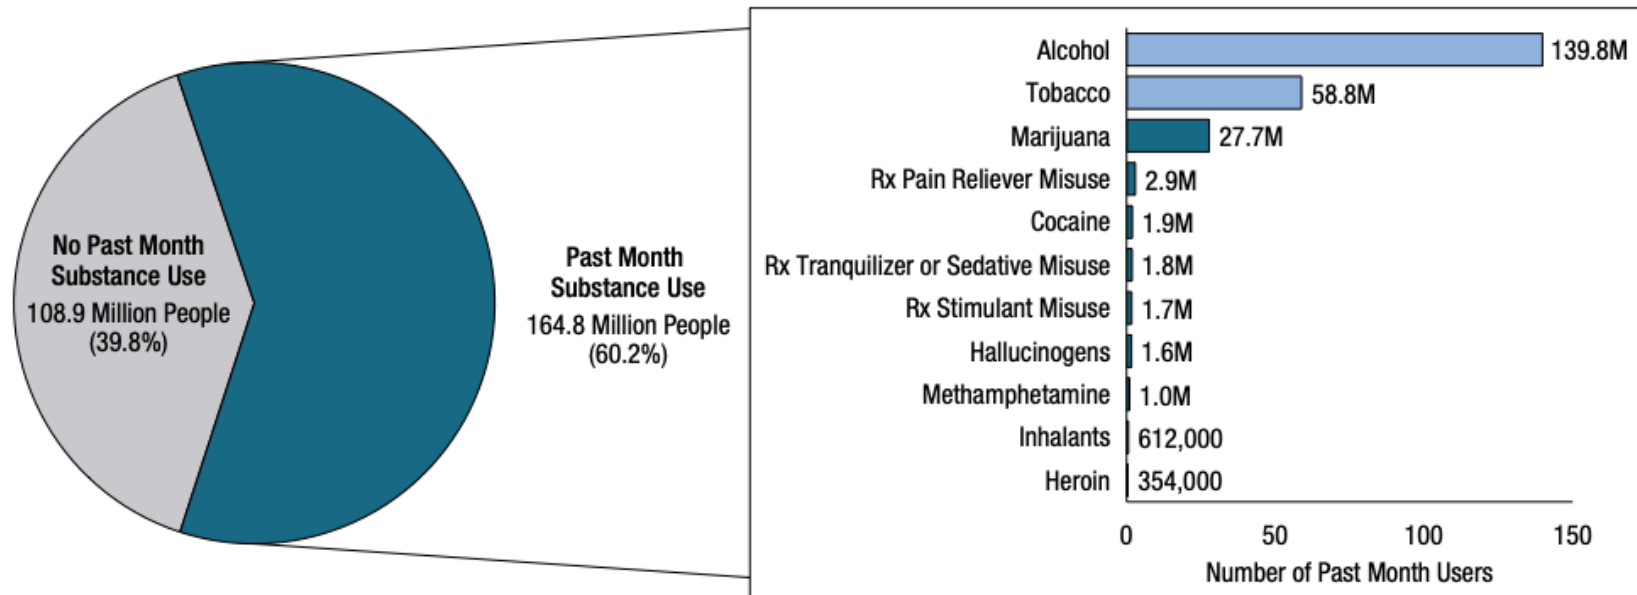 No Past Month
Substance Use
108.9 Million People
(39.8%)
Past Month
Substance Use
164.8 Million People
(60.2%)
Alcohol 139.8M
Tobacco 58.8M
Marijuana 27.7M
Rx Pain Reliever Misuse 2.9M
Cocaine 1.9M
Rx Tranquilizer or Sedative Misuse 1.8M
Rx Stimulant Misuse 1.7M
Hallucinogens 1.6M
Methamphetamine 1.0M
Inhalants 612,000
Heroin 354,000
0 50 100 150
Number of Past Month Users